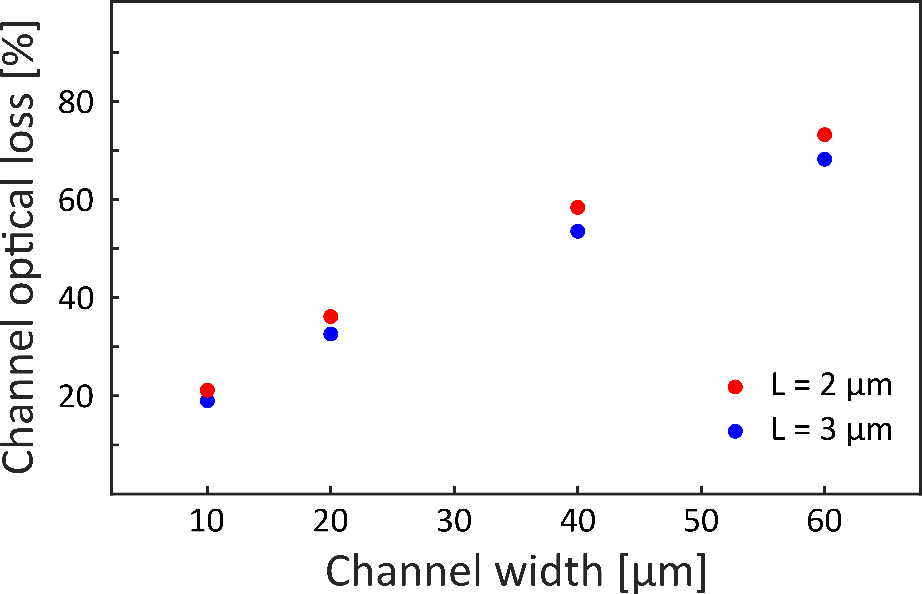 Channel optical loss [%]
80
60
40
20
L = 2 µm
L = 3 µm
10 20 30 40 50 60
Channel width [µm]